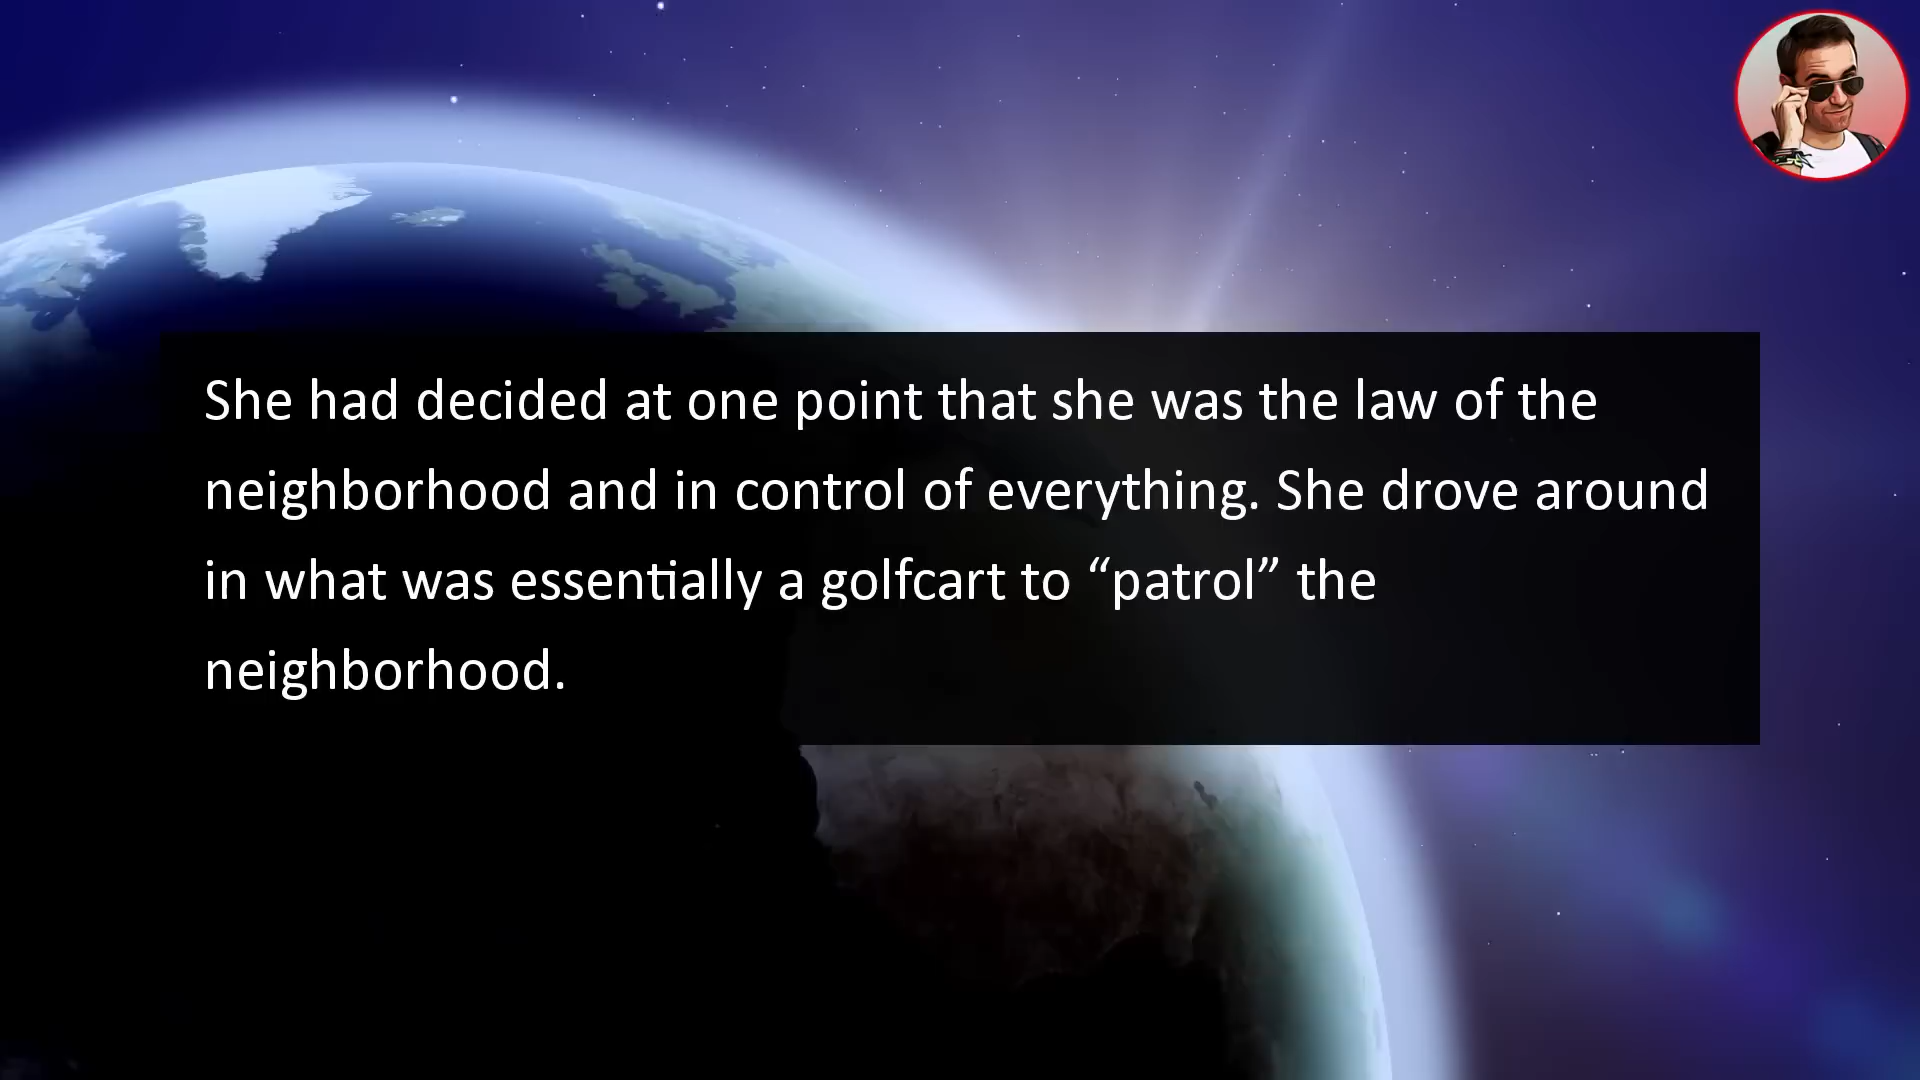 She had decided at one point that she was the law of the
neighborhood and in control of everything. She drove around
in what was essentially a golfcart to “patrol” the
neighborhood.